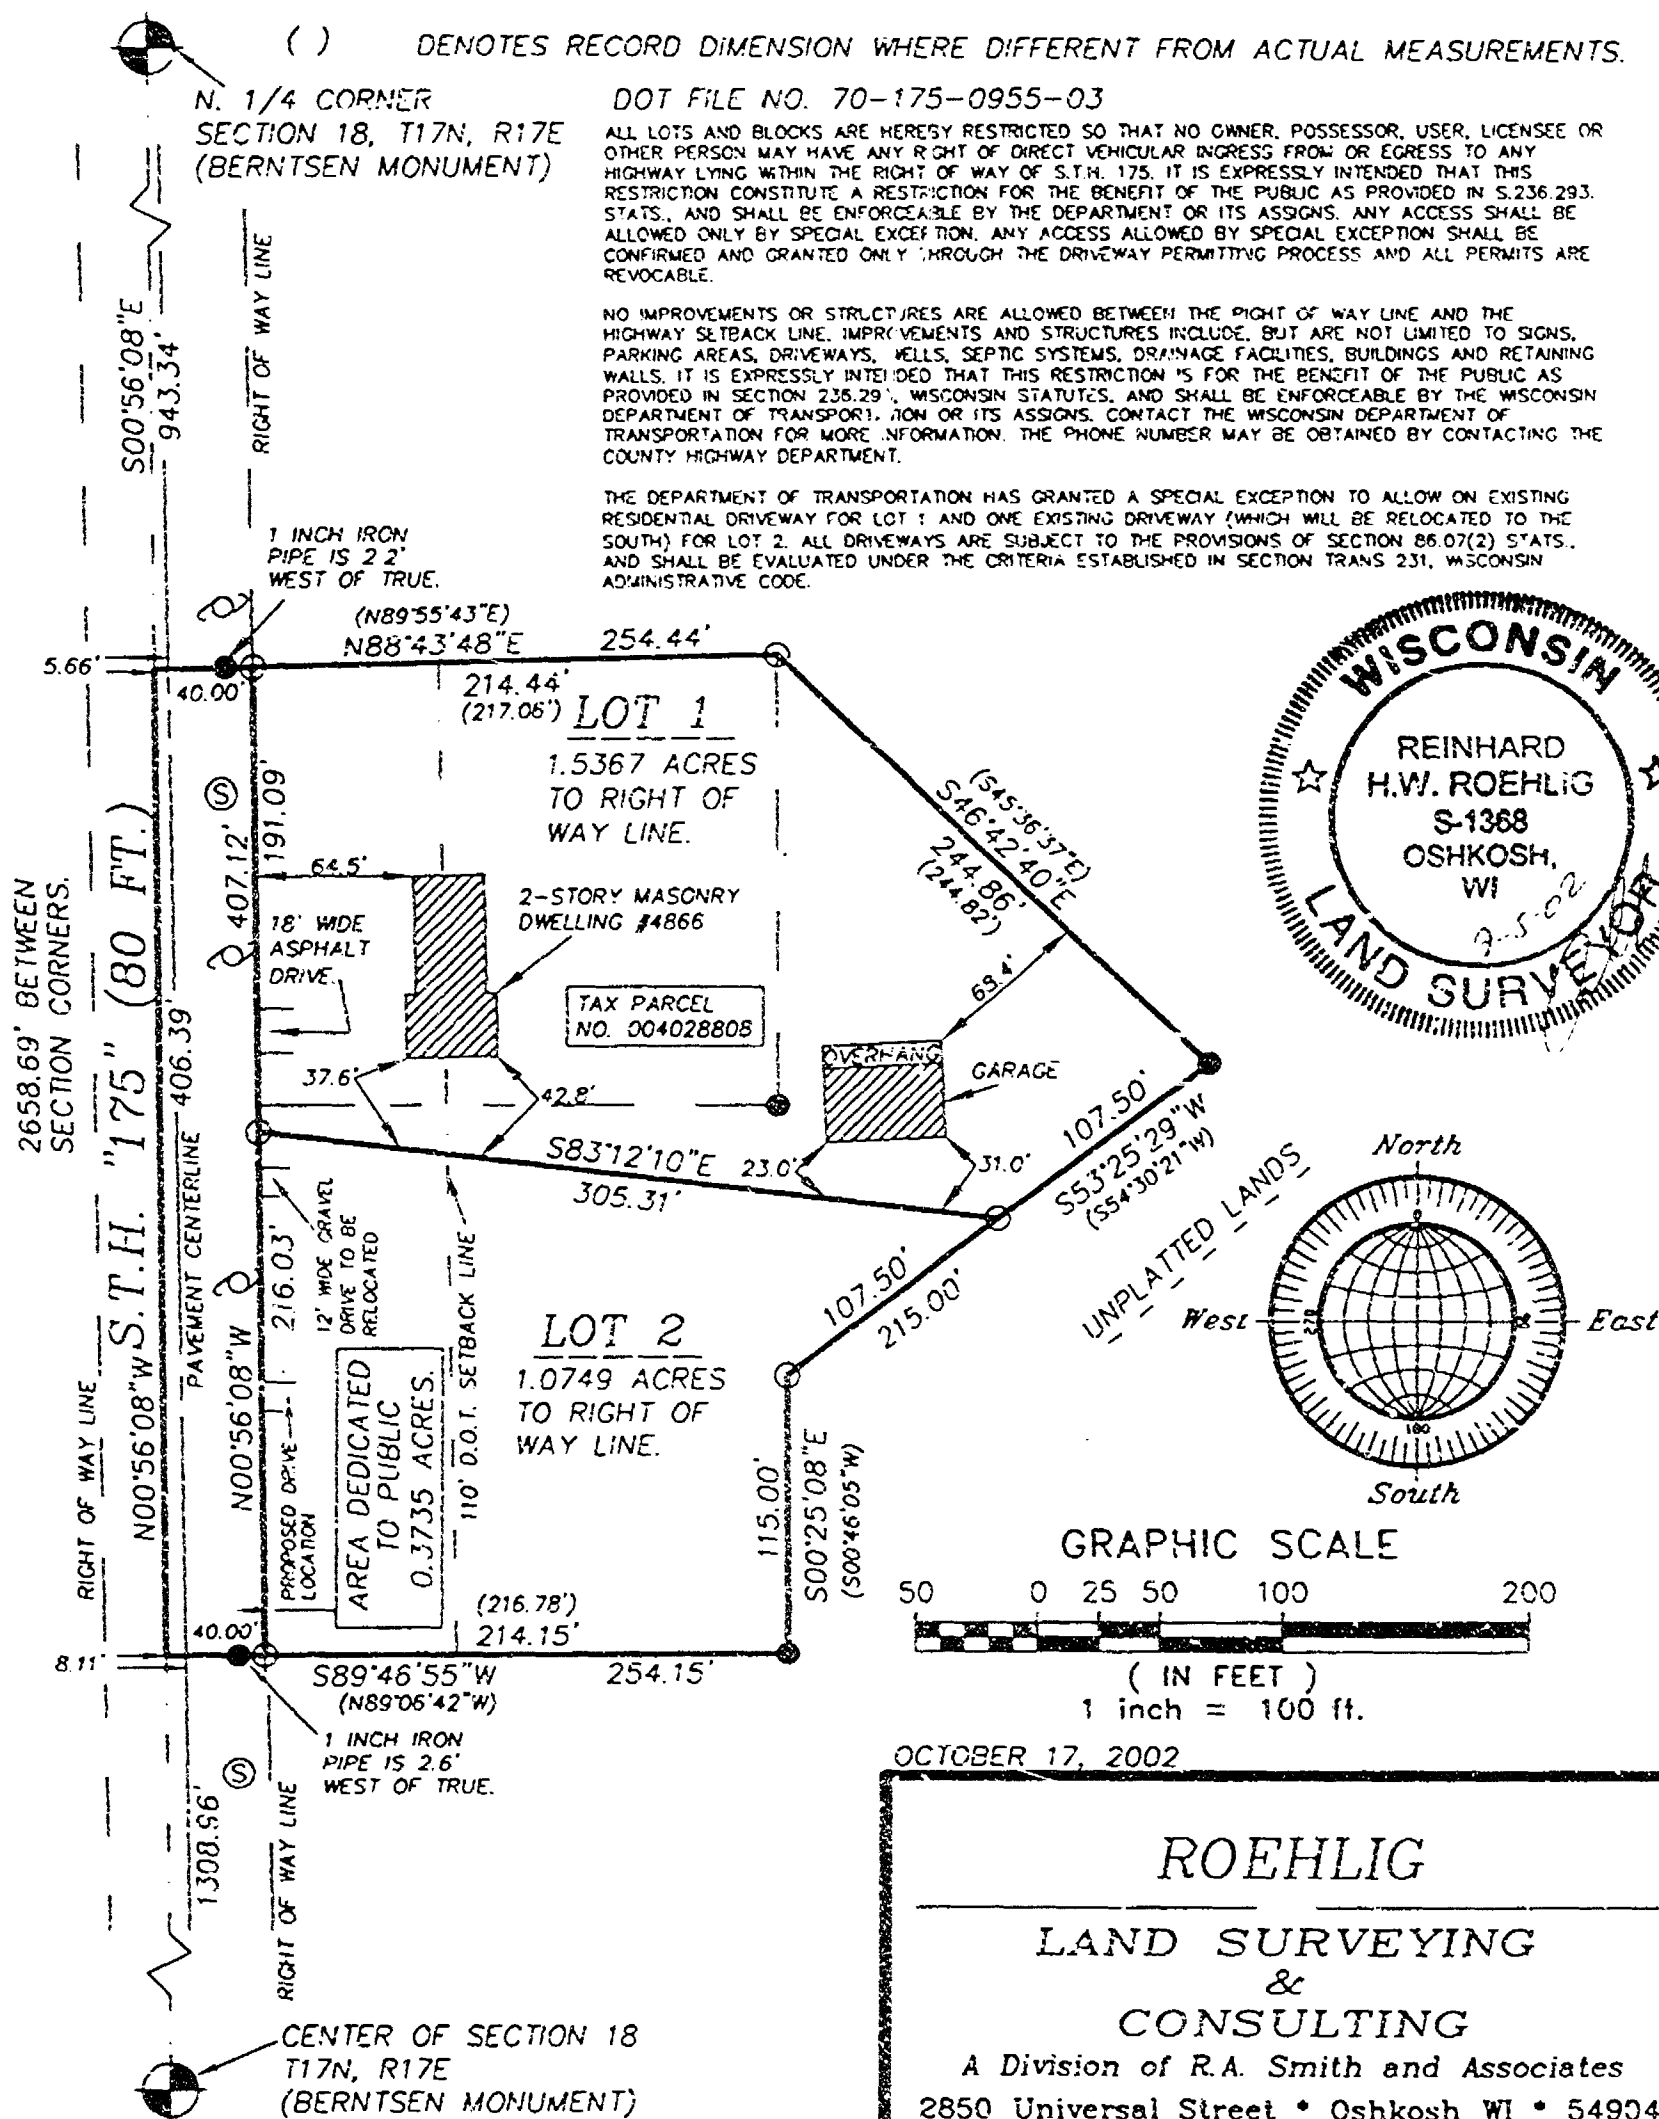 ( ) DENOTES RECORD DIMENSION WHERE DIFFERENT FROM ACTUAL MEASUREMENTS.
N. 1/4 CORNER
SECTION 18, T17N, R17E
(BERNTSEN MONUMENT)
DOT FILE NO. 70-175-0955-03
ALL LOTS AND BLOCKS ARE HEREBY RESTRICTED SO THAT NO OWNER, POSSESSOR, USER, LICENSEE OR
OTHER PERSON MAY HAVE ANY RIGHT OF DIRECT VEHICULAR INGRESS FROM OR EGRESS TO ANY
HIGHWAY LYING WITHIN THE RIGHT OF WAY OF S.T.H. 175. IT IS EXPRESSLY INTENDED THAT THIS
RESTRICTION CONSTITUTE A RESTRICTION FOR THE BENEFIT OF THE PUBLIC AS PROVIDED IN S.236.293.
STATS., AND SHALL BE ENFORCEABLE BY THE DEPARTMENT OR ITS ASSIGNS. ANY ACCESS SHALL BE
ALLOWED ONLY BY SPECIAL EXCEPTION. ANY ACCESS ALLOWED BY SPECIAL EXCEPTION SHALL BE
CONFIRMED AND GRANTED ONLY THROUGH THE DRIVEWAY PERMITTING PROCESS AND ALL PERMITS ARE
REVOCABLE.
NO IMPROVEMENTS OR STRUCTURES ARE ALLOWED BETWEEN THE RIGHT OF WAY LINE AND THE
HIGHWAY SETBACK LINE. IMPROVEMENTS AND STRUCTURES INCLUDE, BUT ARE NOT LIMITED TO SIGNS,
PARKING AREAS, DRIVEWAYS, WELLS, SEPTIC SYSTEMS, DRAINAGE FACILITIES, BUILDINGS AND RETAINING
WALLS. IT IS EXPRESSLY INTENDED THAT THIS RESTRICTION IS FOR THE BENEFIT OF THE PUBLIC AS
PROVIDED IN SECTION WISCONSIN STATUTES, AND SHALL BE ENFORCEABLE BY THE WISCONSIN
DEPARTMENT OF TRANSPORTATION OR ITS ASSIGNS. CONTACT THE WISCONSIN DEPARTMENT OF
TRANSPORTATION FOR MORE INFORMATION. THE PHONE NUMBER MAY BE OBTAINED BY CONTACTING THE
COUNTY HIGHWAY DEPARTMENT.
THE DEPARTMENT OF TRANSPORTATION HAS GRANTED A SPECIAL EXCEPTION TO ALLOW ON EXISTING
RESIDENTIAL DRIVEWAY FOR LOT 1 AND ONE EXISTING DRIVEWAY (WHICH WILL BE RELOCATED TO THE
SOUTH) FOR LOT 2. ALL DRIVEWAYS ARE SUBJECT TO THE PROVISIONS OF SECTION 86.07(2) STATS.,
AND SHALL BE EVALUATED UNDER THE CRITERIA ESTABLISHED IN SECTION TRANS 231, WISCONSIN
ADMINISTRATIVE CODE.
S00°56'08"E
943.34'
RIGHT OF WAY LINE
1 INCH IRON
PIPE IS 2.2'
WEST OF TRUE.
(N89°55'43"E)
N88°43'48"E 254.44'
5.66'
40.00'
214.44'
(217.06')
LOT 1
1.5367 ACRES
TO RIGHT OF
WAY LINE.
(S45°36'37"E)
S46°42'40"E
244.86'
(244.82')
WISCONSIN
REINHARD
H.W. ROEHLIG
S-1368
OSHKOSH,
WI
LAND SURVEYOR
S
407.12'
191.09'
64.5'
18' WIDE
ASPHALT
DRIVE.
2-STORY MASONRY
DWELLING #4866
TAX PARCEL
NO. 004028808
2658.69' BETWEEN
SECTION CORNERS.
S.T.H. "175" (80 FT.)
406.39'
PAVEMENT CENTERLINE
37.6'
42.8'
OVERHANG
GARAGE
S83°12'10"E
305.31'
23.0'
31.0'
107.50'
S53°25'29"W
(S54°30'21"W)
UNPLATTED LANDS
107.50'
215.00'
North
West
East
South
0
270
180
216.03'
12' WIDE GRAVEL
DRIVE TO BE
RELOCATED
110' D.O.T. SETBACK LINE
LOT 2
1.0749 ACRES
TO RIGHT OF
WAY LINE.
AREA DEDICATED
TO PUBLIC
0.3735 ACRES.
RIGHT OF WAY LINE
N00°56'08"W
N00°56'08"W
PROPOSED DRIVE
LOCATION
115.00'
S00°25'08"E
(S00°46'05"W)
GRAPHIC SCALE
50 0 25 50 100 200
( IN FEET )
1 inch = 100 ft.
8.11'
40.00'
(216.78')
214.15'
S89°46'55"W 254.15'
(N89°06'42"W)
1 INCH IRON
PIPE IS 2.6'
WEST OF TRUE.
S
1308.96'
RIGHT OF WAY LINE
CENTER OF SECTION 18
T17N, R17E
(BERNTSEN MONUMENT)
OCTOBER 17, 2002
ROEHLIG
LAND SURVEYING
&
CONSULTING
A Division of R.A. Smith and Associates
2850 Universal Street * Oshkosh WI * 54904